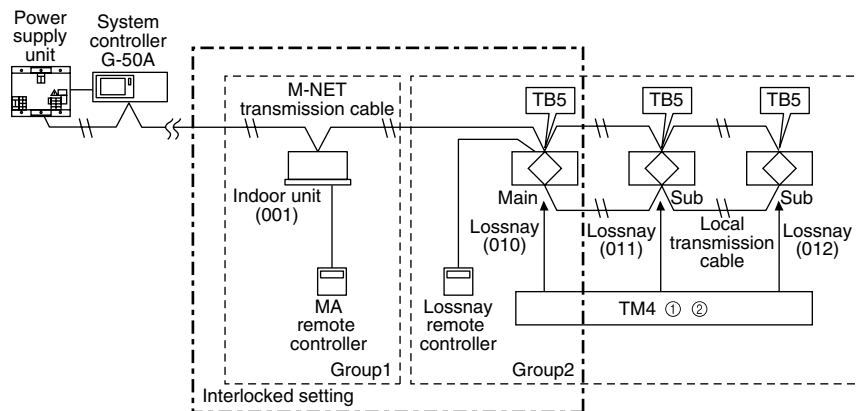 Power
supply
unit
System
controller
G-50A
M-NET
transmission cable
TB5
TB5
TB5
Indoor unit
(001)
Main
Lossnay
(010)
Sub
Lossnay
(011)
Local
transmission
cable
Sub
Lossnay
(012)
MA
remote
controller
Lossnay
remote
controller
TM4 ① ②
Group1
Group2
Interlocked setting